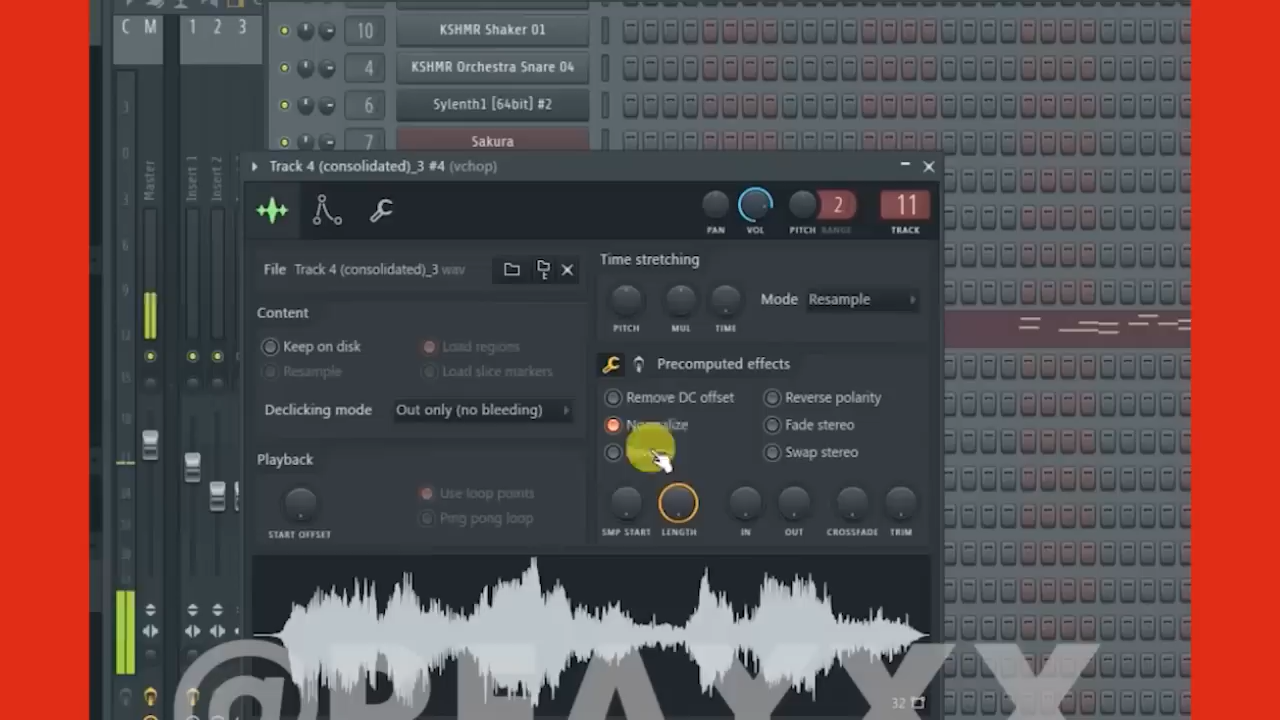 C M 1 2 3
10 KSHMR Shaker 01
4 KSHMR Orchestra Snare 04
6 Sylenth1 [64bit] #2
7 Sakura
Master
Insert 1
Insert 2
Track 4 (consolidated)_3 #4 (vchop)
2 11
PAN VOL PITCH RANGE TRACK
File Track 4 (consolidated)_3 wav
Time stretching
PITCH MUL TIME
Mode Resample
Content
Keep on disk Load regions
Resample Load slice markers
Declicking mode Out only (no bleeding)
Precomputed effects
Remove DC offset Reverse polarity
Normalize Fade stereo
Swap stereo
Playback
Use loop points
Ping pong loop
START OFFSET
SMP START LENGTH IN OUT CROSSFADE TRIM
32